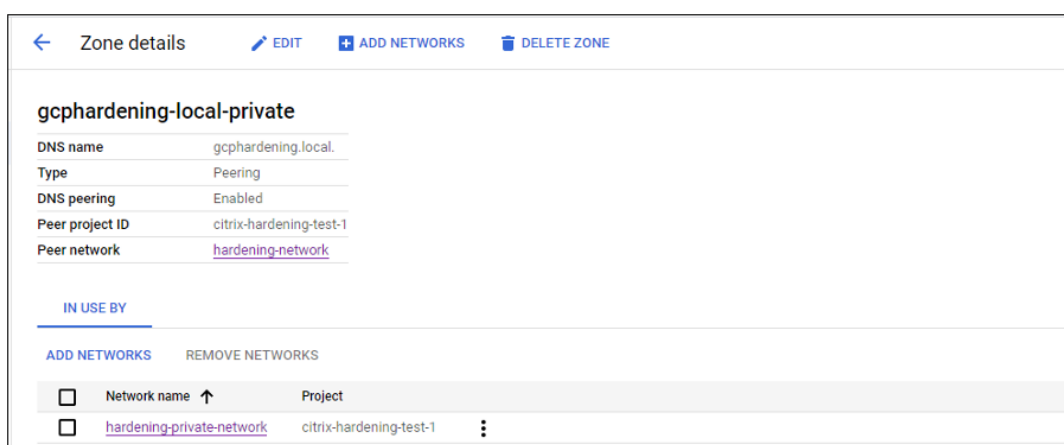 Zone details EDIT ADD NETWORKS DELETE ZONE
gcphardening-local-private
DNS name gcphardening.local.
Type Peering
DNS peering Enabled
Peer project ID citrix-hardening-test-1
Peer network hardening-network
IN USE BY
ADD NETWORKS REMOVE NETWORKS
Network name Project
hardening-private-network citrix-hardening-test-1